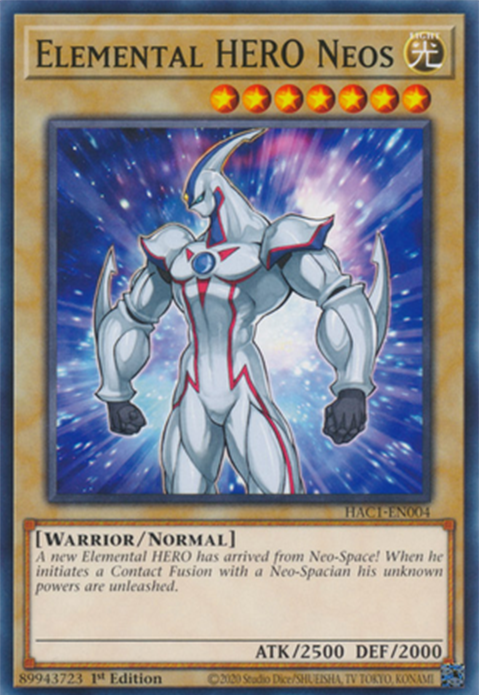 ELEMENTAL HERO NEOS
LIGHT
光
HAC1-EN004
[WARRIOR/NORMAL]
A new Elemental HERO has arrived from Neo-Space! When he
initiates a Contact Fusion with a Neo-Spacian his unknown
powers are unleashed.
ATK/2500 DEF/2000
89943723 1st Edition ©2020 Studio Dice/SHUEISHA, TV TOKYO, KONAMI